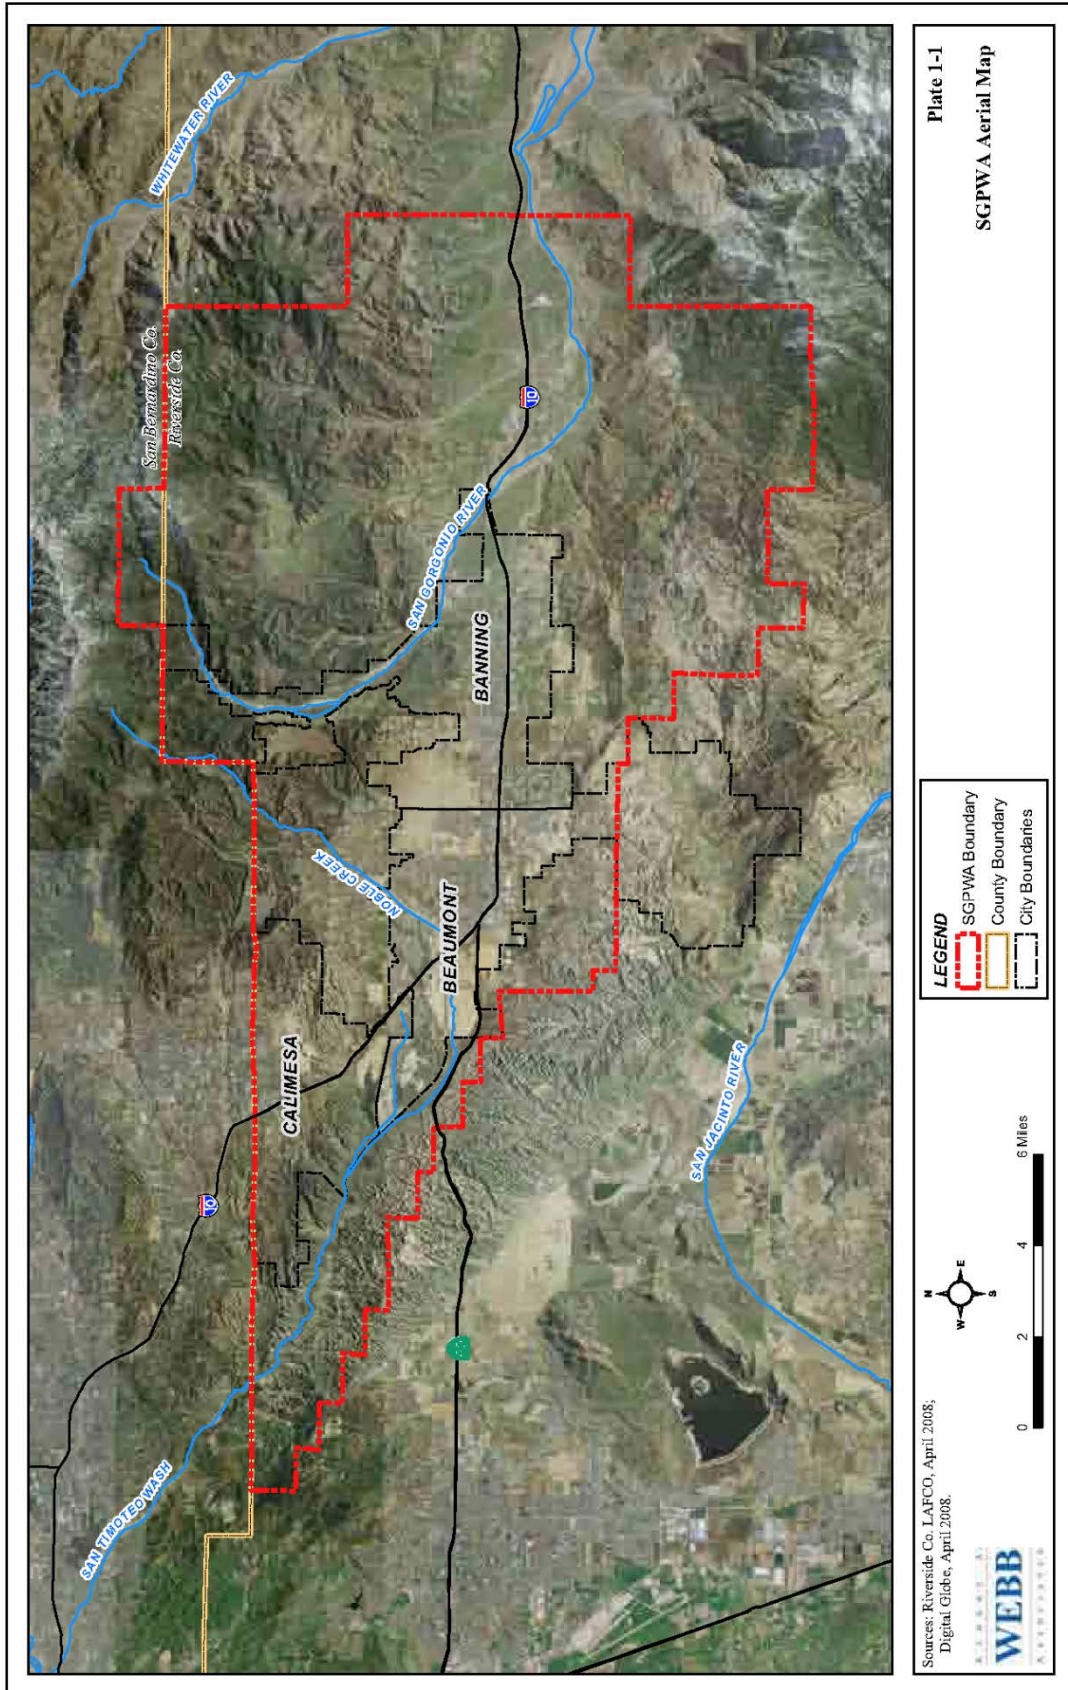 WHITEWATER RIVER
San Bernardino Co.
Riverside Co.
SAN GORGONIO RIVER
10
BANNING
NOBLE CREEK
BEAUMONT
CALIMESA
10
SAN TIMOTEO WASH
SAN JACINTO RIVER
Plate 1-1
SGPWA Aerial Map
LEGEND
SGPWA Boundary
County Boundary
City Boundaries
N
W E
S
0 2 4 6 Miles
Sources: Riverside Co. LAFCO, April 2008;
Digital Globe, April 2008.
ALBERT A.
WEBB
ASSOCIATES